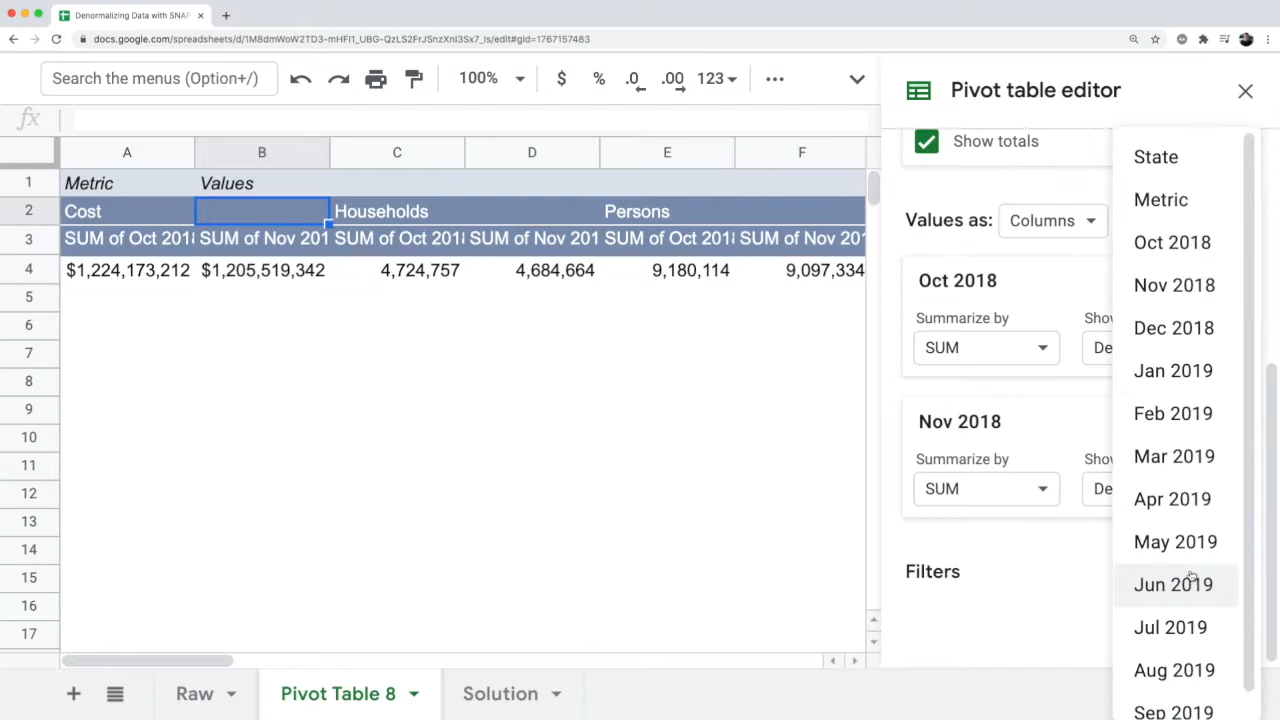 Denormalizing Data with SNAP
docs.google.com/spreadsheets/d/1M8dmWoW2TD3-mHFI1_UBG-QzLS2FrJSnzXnI3Sx7_Is/edit#gid=1767157483
Search the menus (Option+/)
100%
$
%
.0
.00
123
Pivot table editor
fx
A B C D E F
1 Metric Values
2 Cost Households Persons
3 SUM of Oct 201 SUM of Nov 201 SUM of Oct 201 SUM of Nov 201 SUM of Oct 201 SUM of Nov 201
4 $1,224,173,212 $1,205,519,342 4,724,757 4,684,664 9,180,114 9,097,334
5
6
7
8
9
10
11
12
13
14
15
16
17
Show totals
Values as: Columns
Oct 2018
Summarize by Sho
SUM De
Nov 2018
Summarize by Sho
SUM De
Filters
State
Metric
Oct 2018
Nov 2018
Dec 2018
Jan 2019
Feb 2019
Mar 2019
Apr 2019
May 2019
Jun 2019
Jul 2019
Aug 2019
Sep 2019
Raw
Pivot Table 8
Solution